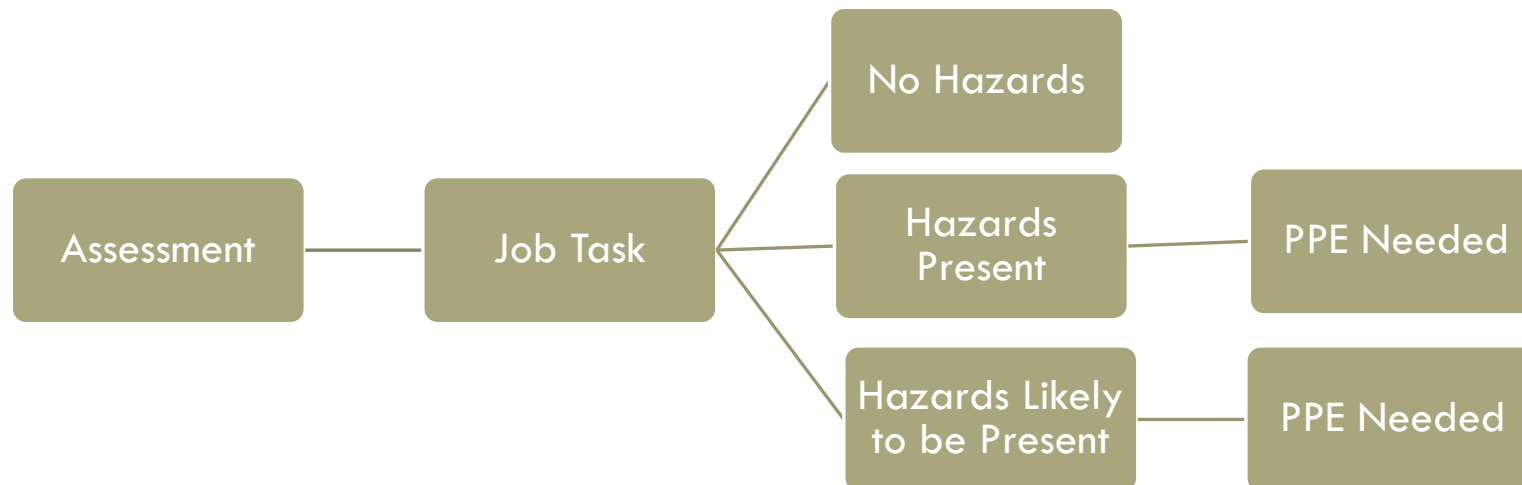 Assessment
Job Task
No Hazards
Hazards
Present
PPE Needed
Hazards Likely
to be Present
PPE Needed